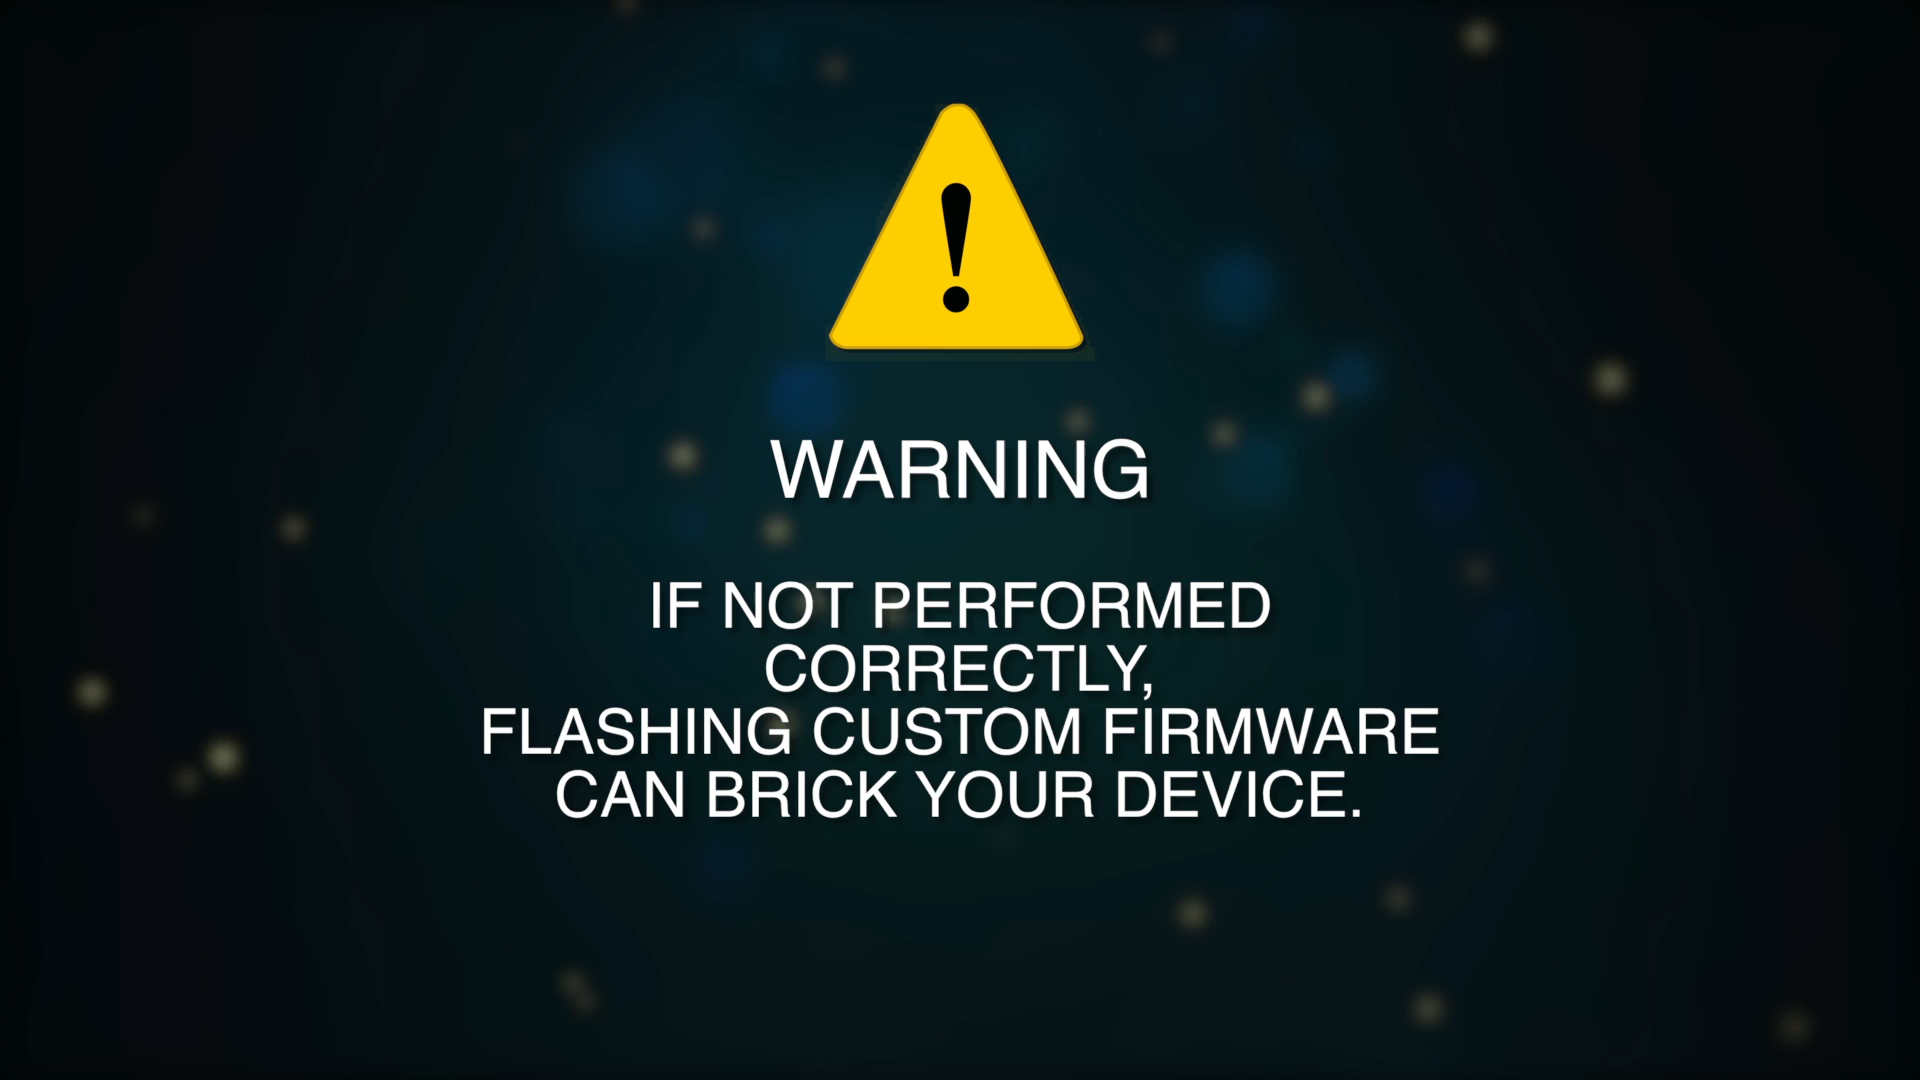 !
WARNING
IF NOT PERFORMED
CORRECTLY,
FLASHING CUSTOM FIRMWARE
CAN BRICK YOUR DEVICE.